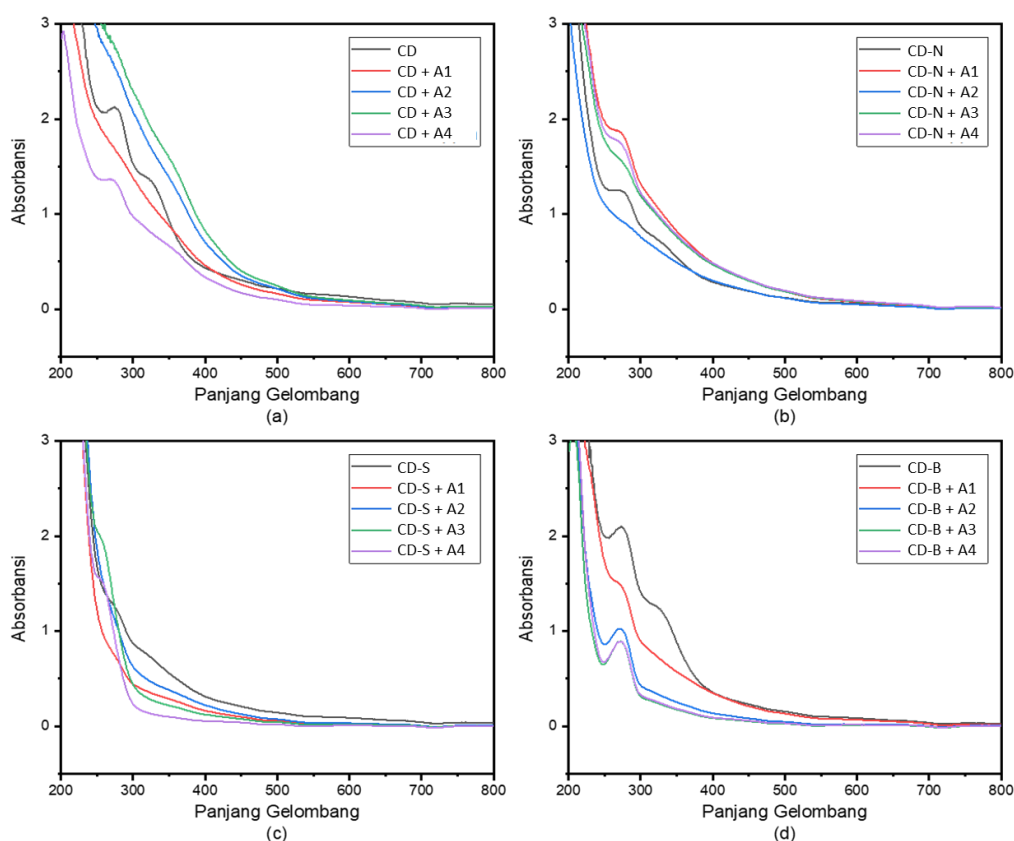 3
2
1
0
Absorbansi
200 300 400 500 600 700 800
Panjang Gelombang
(a)
CD
CD + A1
CD + A2
CD + A3
CD + A4
3
2
1
0
Absorbansi
200 300 400 500 600 700 800
Panjang Gelombang
(b)
CD-N
CD-N + A1
CD-N + A2
CD-N + A3
CD-N + A4
3
2
1
0
Absorbansi
200 300 400 500 600 700 800
Panjang Gelombang
(c)
CD-S
CD-S + A1
CD-S + A2
CD-S + A3
CD-S + A4
3
2
1
0
Absorbansi
200 300 400 500 600 700 800
Panjang Gelombang
(d)
CD-B
CD-B + A1
CD-B + A2
CD-B + A3
CD-B + A4